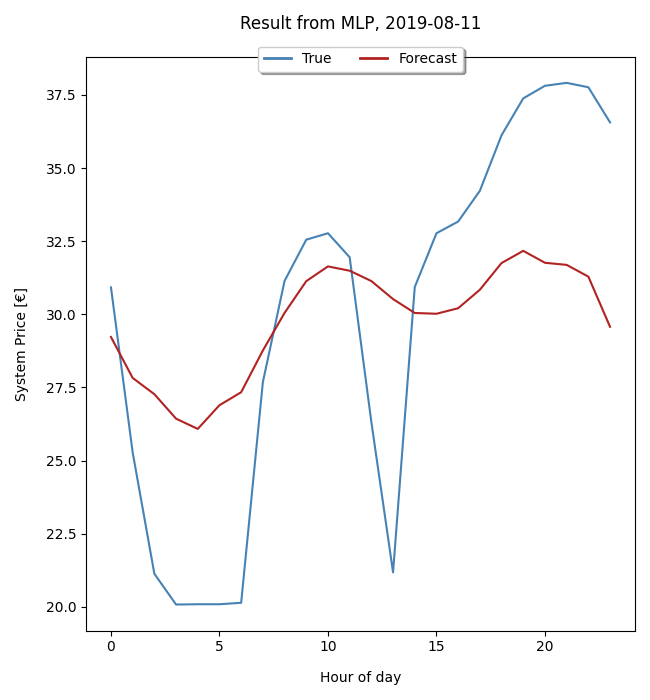 Result from MLP, 2019-08-11
True Forecast
37.5
35.0
32.5
30.0
27.5
25.0
22.5
20.0
System Price [€]
0 5 10 15 20
Hour of day